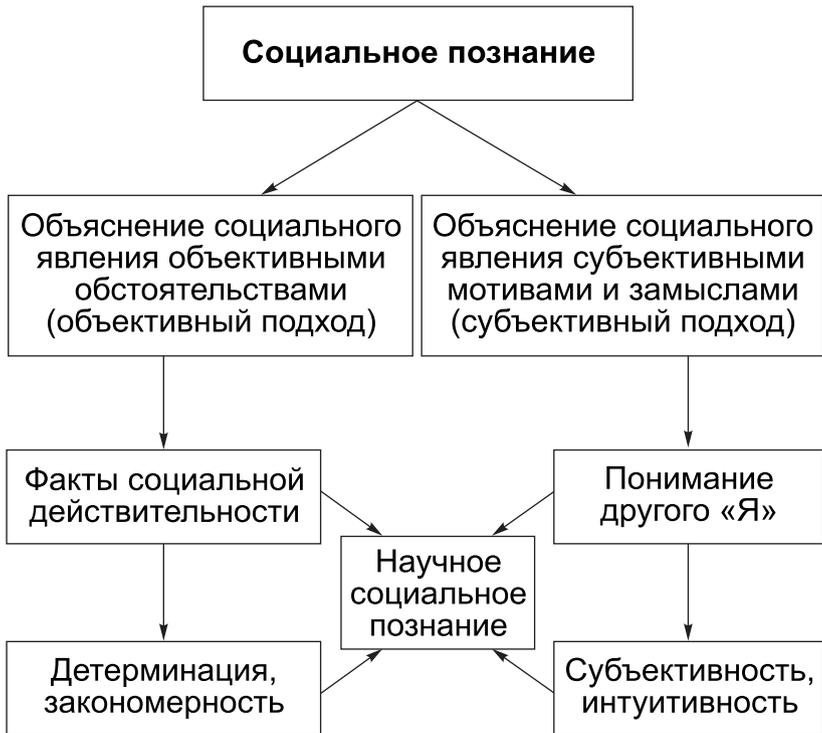 Социальное познание
Объяснение социального
явления объективными
обстоятельствами
(объективный подход)
Объяснение социального
явления субъективными
мотивами и замыслами
(субъективный подход)
Факты социальной
действительности
Понимание
другого «Я»
Научное
социальное
познание
Детерминация,
закономерность
Субъективность,
интуитивность